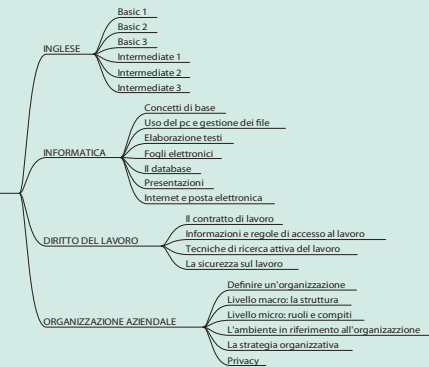 INGLESE
Basic 1
Basic 2
Basic 3
Intermediate 1
Intermediate 2
Intermediate 3
INFORMATICA
Concetti di base
Uso del pc e gestione dei file
Elaborazione testi
Fogli elettronici
Il database
Presentazioni
Internet e posta elettronica
DIRITTO DEL LAVORO
Il contratto di lavoro
Informazioni e regole di accesso al lavoro
Tecniche di ricerca attiva del lavoro
La sicurezza sul lavoro
ORGANIZZAZIONE AZIENDALE
Definire un'organizzazione
Livello macro: la struttura
Livello micro: ruoli e compiti
L'ambiente in riferimento all'organizazzione
La strategia organizzativa
Privacy